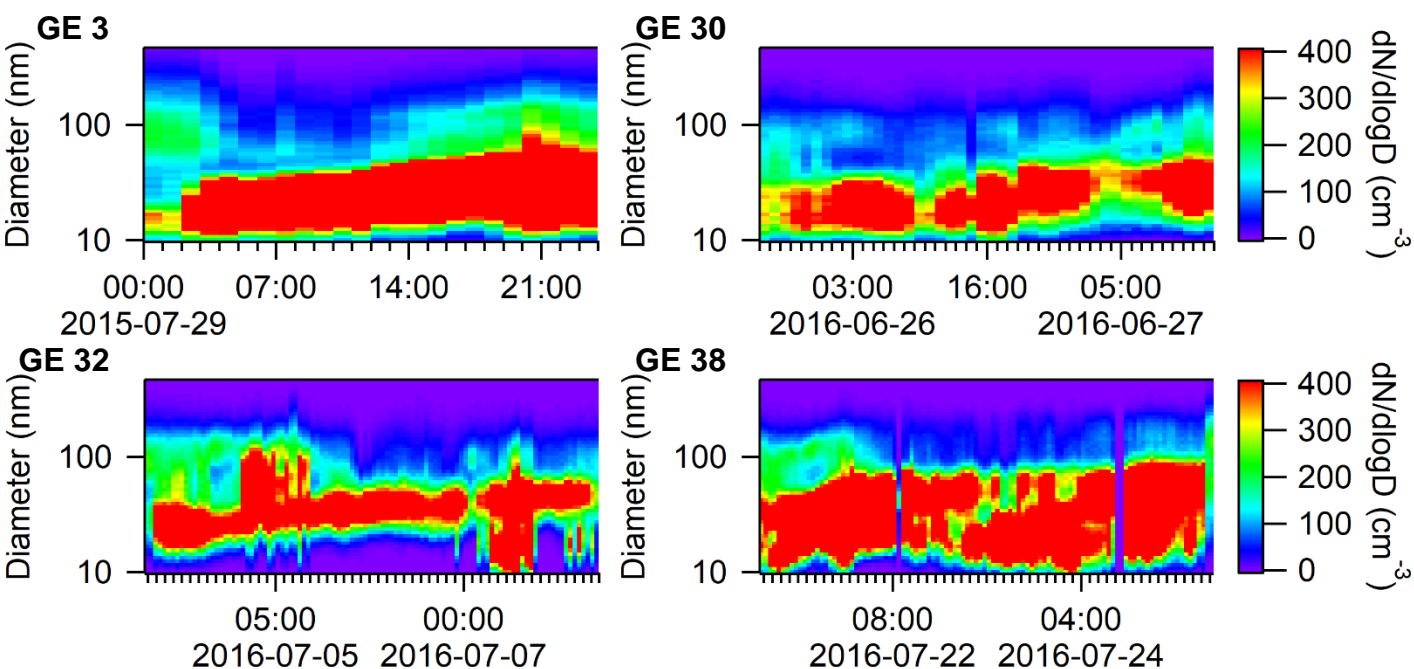 GE 3
Diameter (nm)
100
10
00:00 07:00 14:00 21:00
2015-07-29
GE 30
Diameter (nm)
100
10
03:00 16:00 05:00
2016-06-26 2016-06-27
400
300
200
100
0
dN/dlogD (cm-3)
GE 32
Diameter (nm)
100
10
05:00 00:00
2016-07-05 2016-07-07
GE 38
Diameter (nm)
100
10
08:00 04:00
2016-07-22 2016-07-24
400
300
200
100
0
dN/dlogD (cm-3)